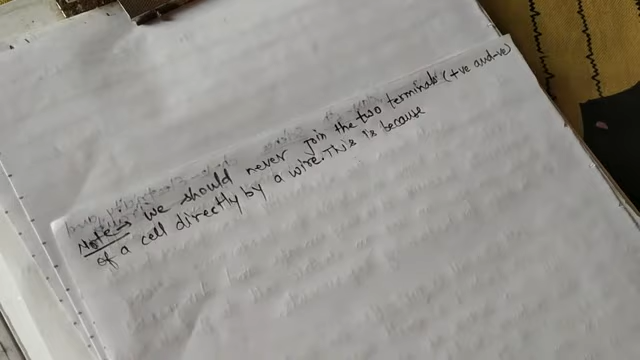 Note → We should never join the two terminals (+ve and -ve)
of a cell directly by a wire. This is because